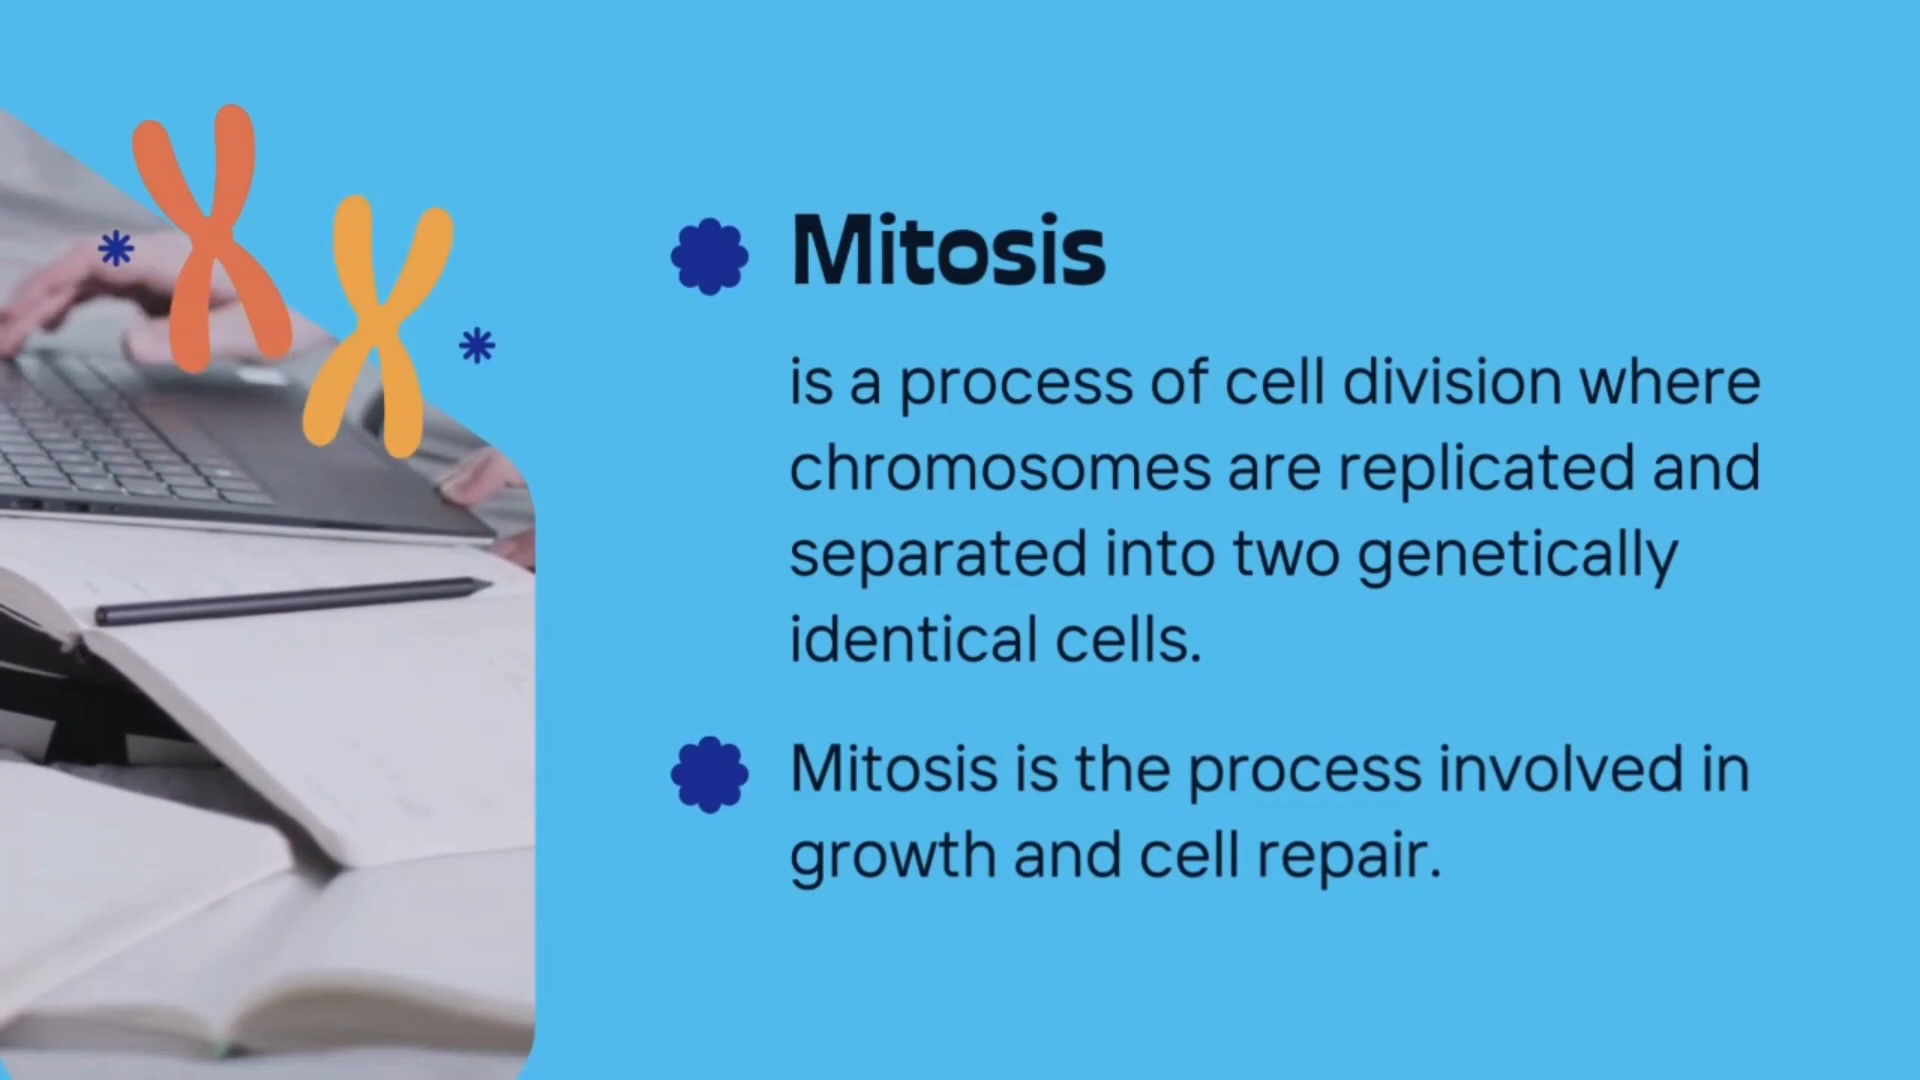 Mitosis
is a process of cell division where
chromosomes are replicated and
separated into two genetically
identical cells.
Mitosis is the process involved in
growth and cell repair.